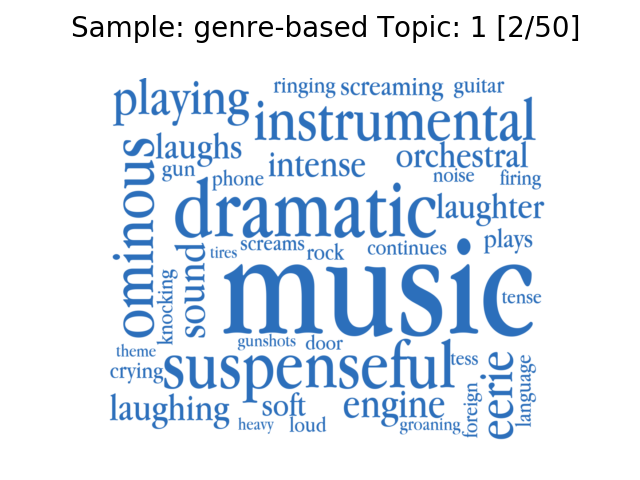 Sample: genre-based Topic: 1 [2/50]
ringing screaming guitar
playing
instrumental
ominous
laughs
orchestral
intense
gun
phone
noise
firing
dramatic
laughter
plays
screams
continues
tires
rock
sound
music
knocking
tense
gunshots
door
theme
suspenseful
tess
crying
eerie
language
foreign
laughing
soft
engine
heavy
loud
groaning